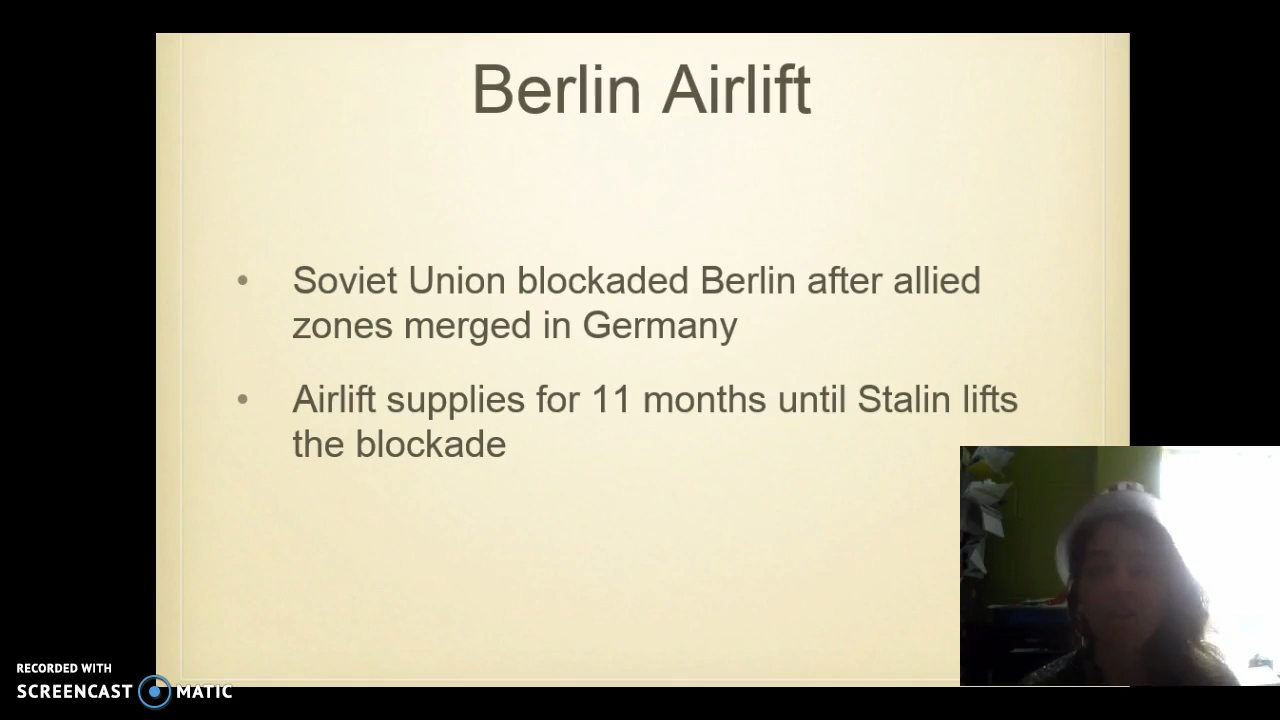 Berlin Airlift
• Soviet Union blockaded Berlin after allied
zones merged in Germany
• Airlift supplies for 11 months until Stalin lifts
the blockade
RECORDED WITH
SCREENCAST MATIC